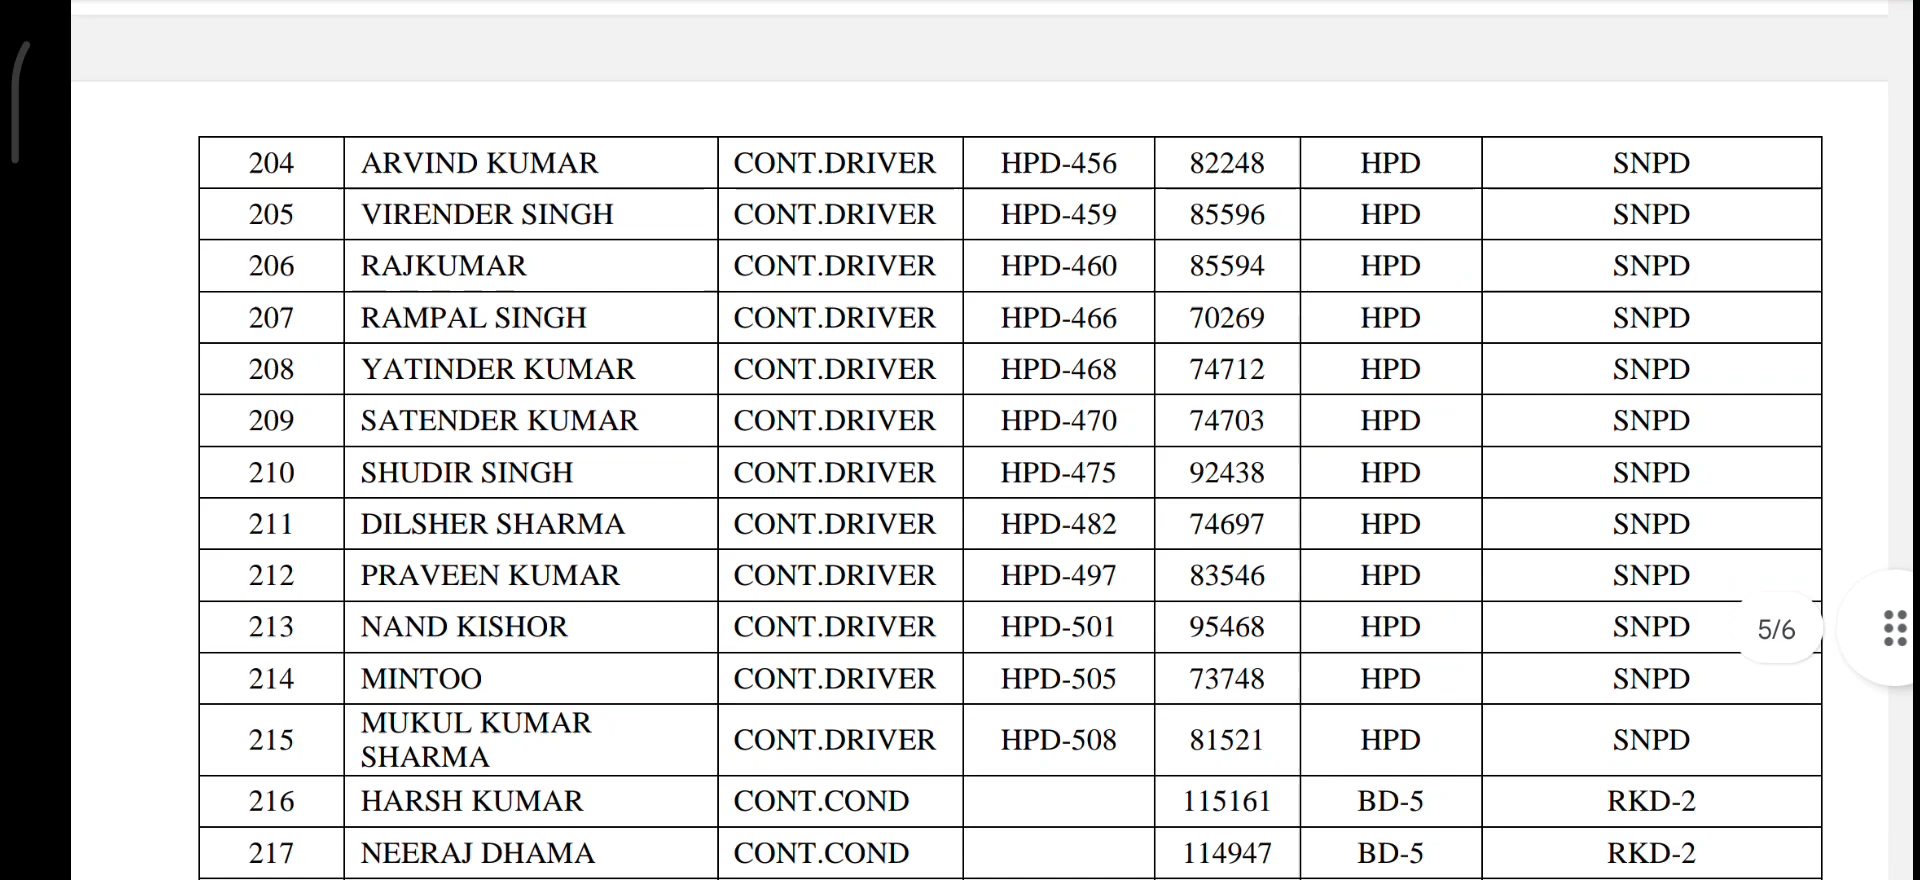 204 ARVIND KUMAR CONT.DRIVER HPD-456 82248 HPD SNPD
205 VIRENDER SINGH CONT.DRIVER HPD-459 85596 HPD SNPD
206 RAJKUMAR CONT.DRIVER HPD-460 85594 HPD SNPD
207 RAMPAL SINGH CONT.DRIVER HPD-466 70269 HPD SNPD
208 YATINDER KUMAR CONT.DRIVER HPD-468 74712 HPD SNPD
209 SATENDER KUMAR CONT.DRIVER HPD-470 74703 HPD SNPD
210 SHUDIR SINGH CONT.DRIVER HPD-475 92438 HPD SNPD
211 DILSHER SHARMA CONT.DRIVER HPD-482 74697 HPD SNPD
212 PRAVEEN KUMAR CONT.DRIVER HPD-497 83546 HPD SNPD
213 NAND KISHOR CONT.DRIVER HPD-501 95468 HPD SNPD
5/6
214 MINTOO CONT.DRIVER HPD-505 73748 HPD SNPD
215 MUKUL KUMAR
SHARMA CONT.DRIVER HPD-508 81521 HPD SNPD
216 HARSH KUMAR CONT.COND 115161 BD-5 RKD-2
217 NEERAJ DHAMA CONT.COND 114947 BD-5 RKD-2